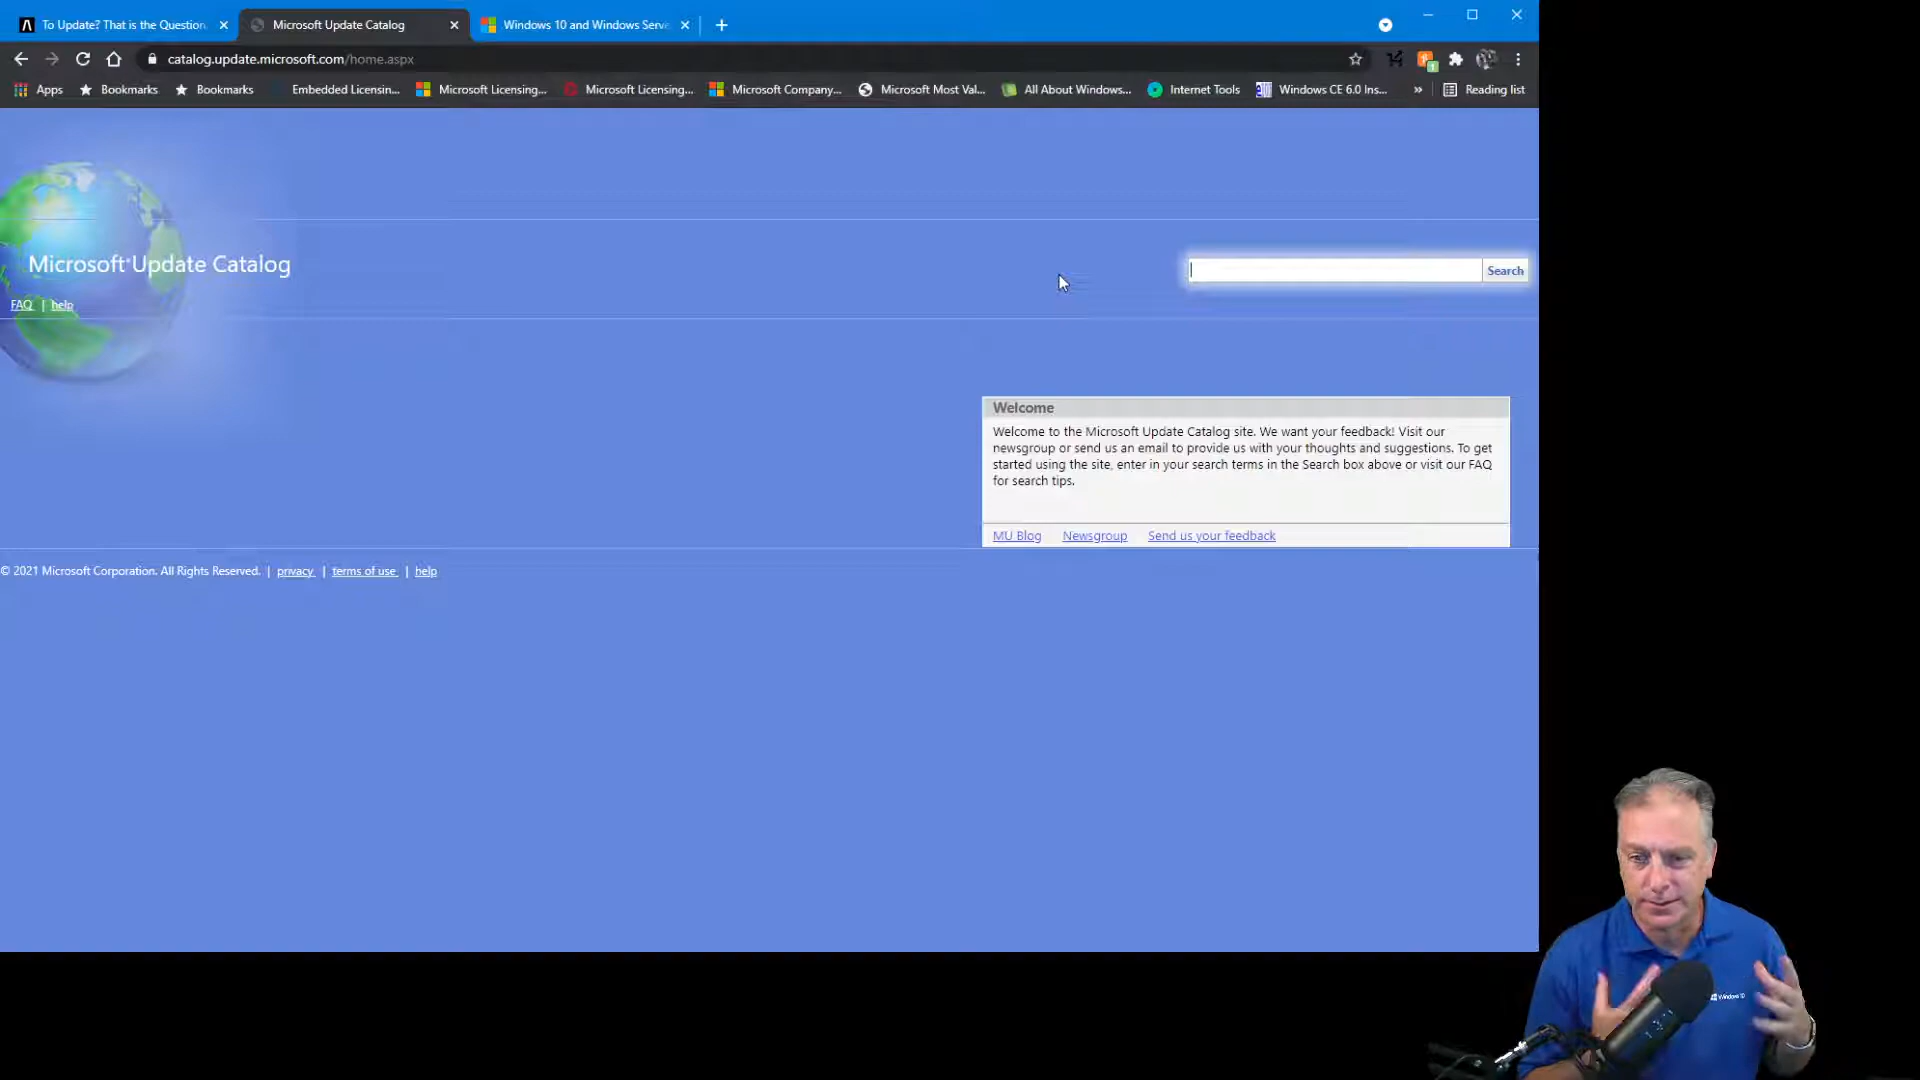 To Update? That is the Question
Microsoft Update Catalog
Windows 10 and Windows Serve
catalog.update.microsoft.com/home.aspx
Apps
Bookmarks
Bookmarks
Embedded Licensin...
Microsoft Licensing...
Microsoft Licensing...
Microsoft Company...
Microsoft Most Val...
All About Windows...
Internet Tools
Windows CE 6.0 Ins...
»
Reading list
Microsoft Update Catalog
FAQ | help
Search
Welcome
Welcome to the Microsoft Update Catalog site. We want your feedback! Visit our
newsgroup or send us an email to provide us with your thoughts and suggestions. To get
started using the site, enter in your search terms in the Search box above or visit our FAQ
for search tips.
MU Blog Newsgroup Send us your feedback
© 2021 Microsoft Corporation. All Rights Reserved. | privacy | terms of use | help
Windows 10